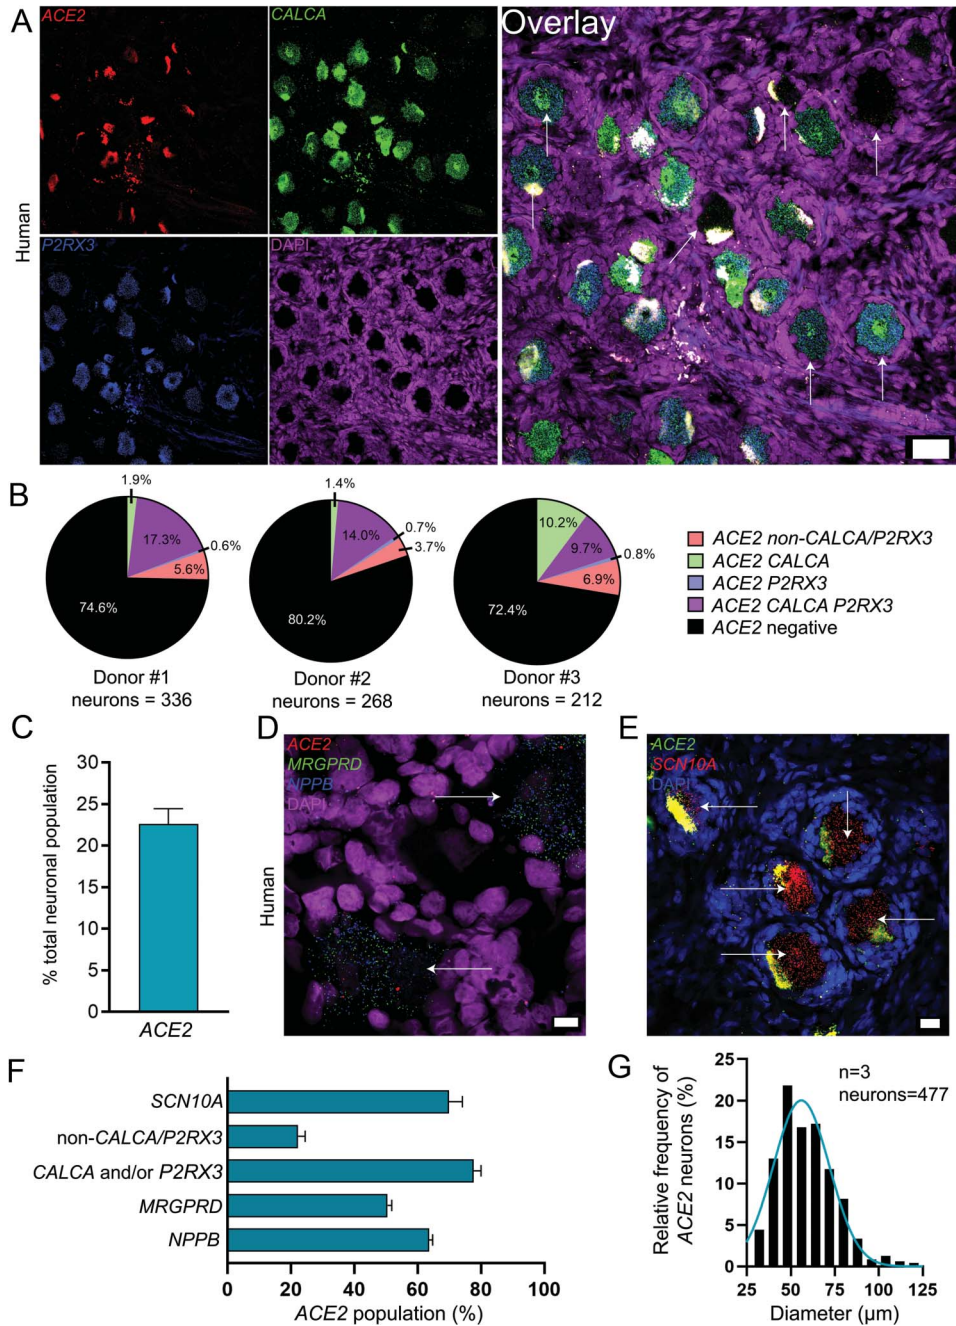 A
ACE2
CALCA
Overlay
Human
P2RX3
DAPI
B
1.9%
17.3%
0.6%
5.6%
74.6%
Donor #1
neurons = 336
1.4%
14.0%
0.7%
3.7%
80.2%
Donor #2
neurons = 268
10.2%
9.7%
0.8%
6.9%
72.4%
Donor #3
neurons = 212
ACE2 non-CALCA/P2RX3
ACE2 CALCA
ACE2 P2RX3
ACE2 CALCA P2RX3
ACE2 negative
C
% total neuronal population
30
25
20
15
10
5
0
ACE2
D
Human
ACE2
MRGPRD
NPPB
DAPI
E
ACE2
SCN10A
DAPI
F
SCN10A
non-CALCA/P2RX3
CALCA and/or P2RX3
MRGPRD
NPPB
0 20 40 60 80 100
ACE2 population (%)
G
Relative frequency of
ACE2 neurons (%)
25
20
15
10
5
0
n=3
neurons=477
25 50 75 100 125
Diameter (µm)